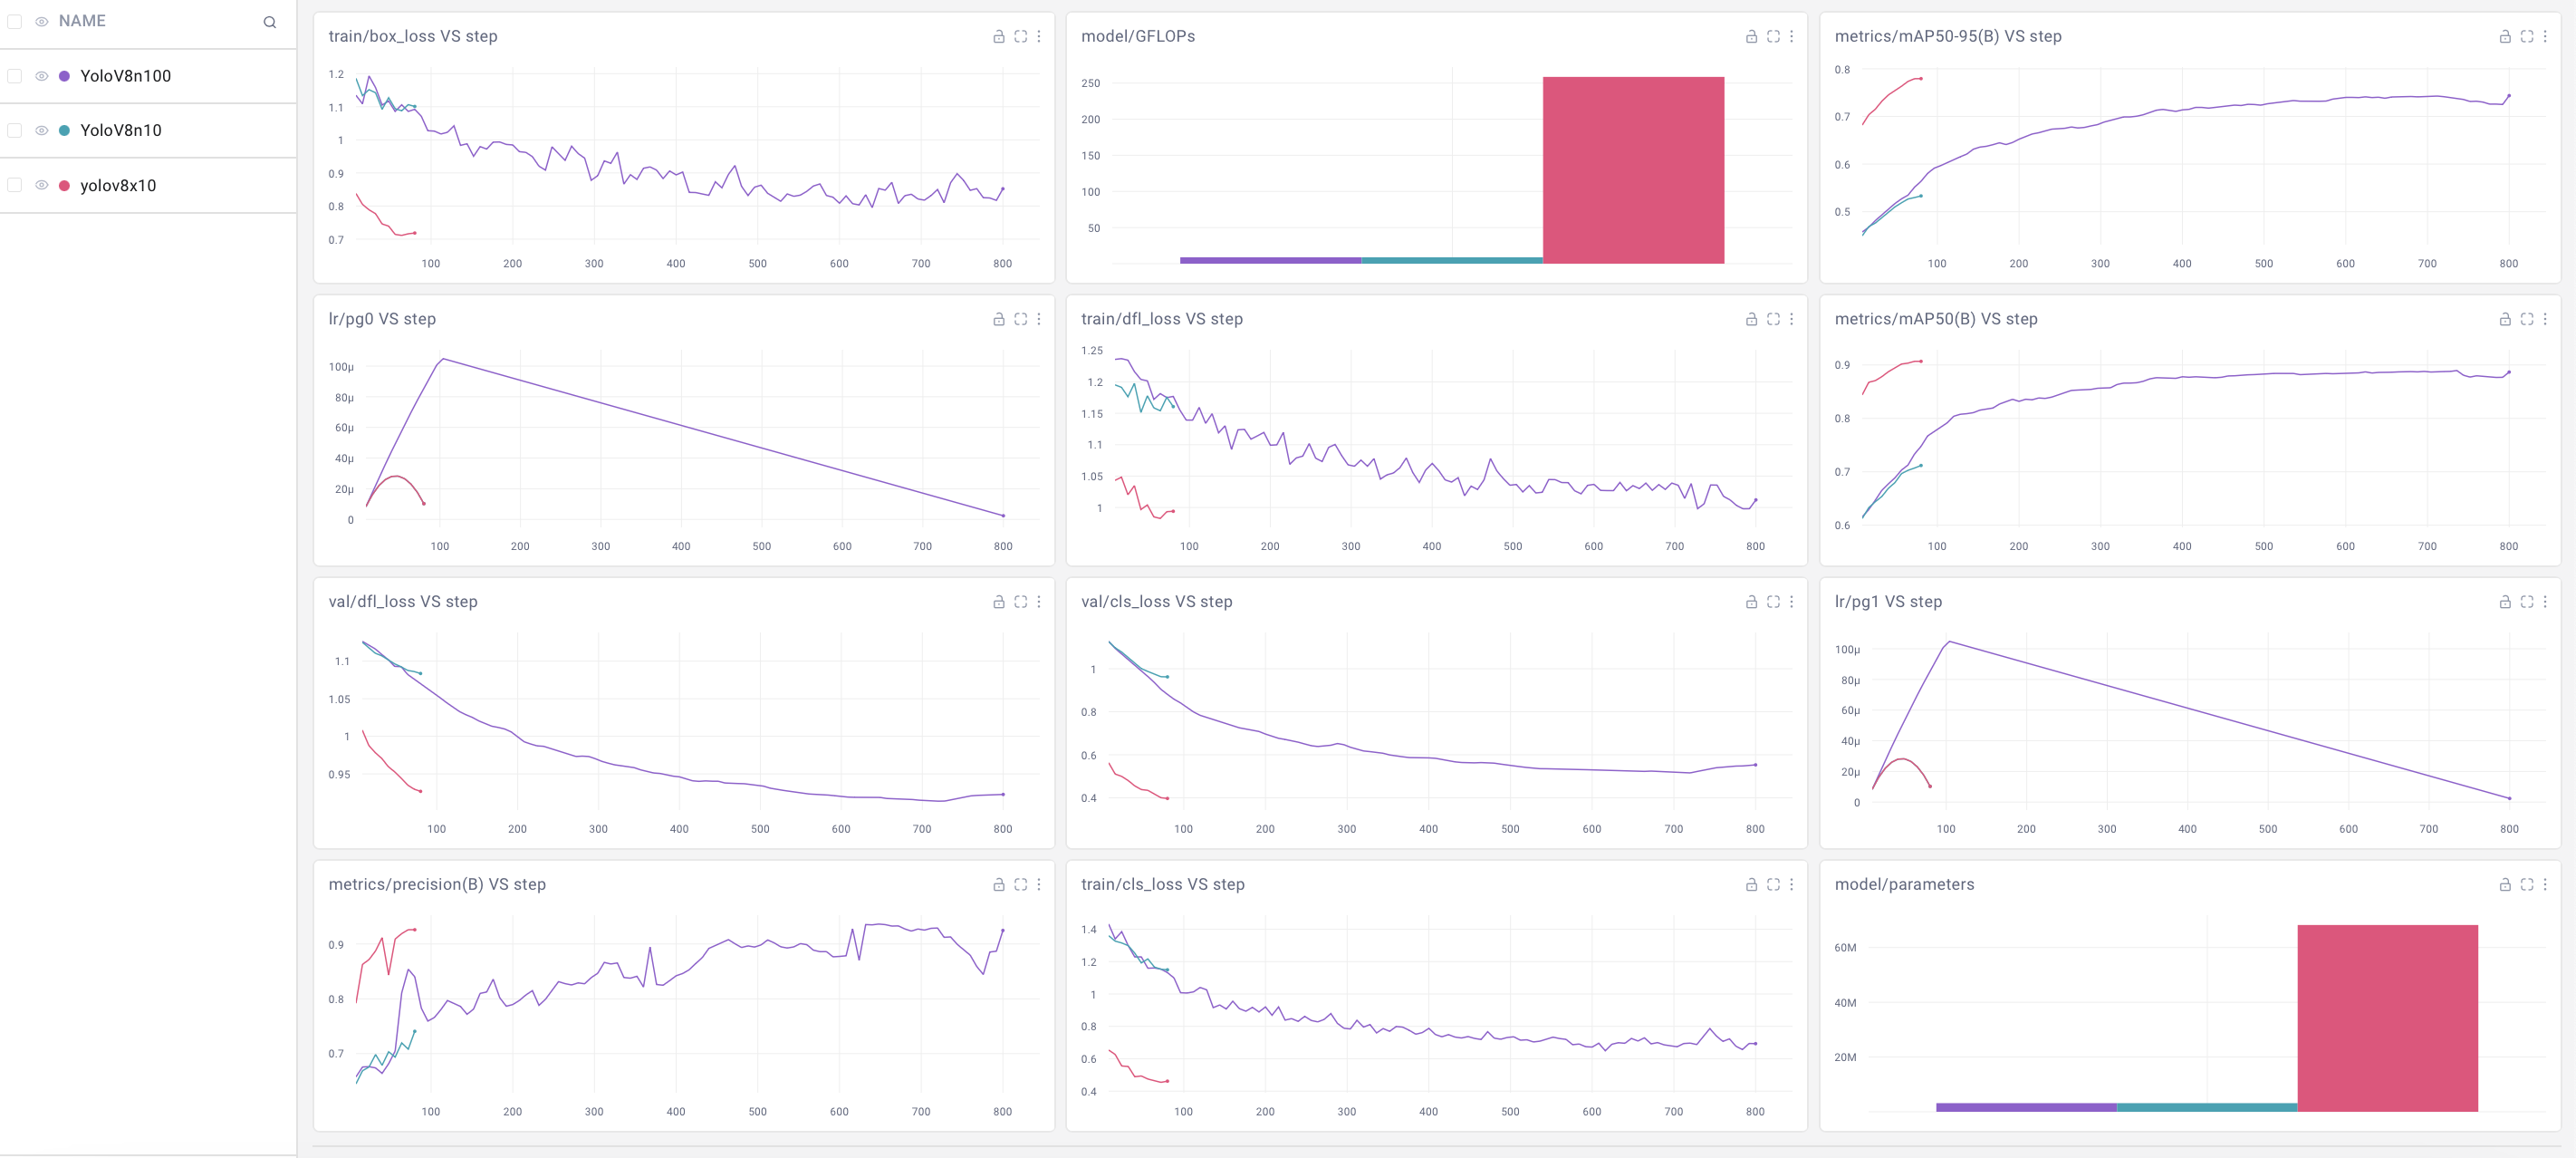 NAME
YoloV8n100
YoloV8n10
yolov8x10
train/box_loss VS step
1.2
1.1
1
0.9
0.8
0.7
100 200 300 400 500 600 700 800
model/GFLOPs
250
200
150
100
50
metrics/mAP50-95(B) VS step
0.8
0.7
0.6
0.5
100 200 300 400 500 600 700 800
lr/pg0 VS step
100µ
80µ
60µ
40µ
20µ
0
100 200 300 400 500 600 700 800
train/dfl_loss VS step
1.25
1.2
1.15
1.1
1.05
1
100 200 300 400 500 600 700 800
metrics/mAP50(B) VS step
0.9
0.8
0.7
0.6
100 200 300 400 500 600 700 800
val/dfl_loss VS step
1.1
1.05
1
0.95
100 200 300 400 500 600 700 800
val/cls_loss VS step
1
0.8
0.6
0.4
100 200 300 400 500 600 700 800
lr/pg1 VS step
100µ
80µ
60µ
40µ
20µ
0
100 200 300 400 500 600 700 800
metrics/precision(B) VS step
0.9
0.8
0.7
100 200 300 400 500 600 700 800
train/cls_loss VS step
1.4
1.2
1
0.8
0.6
0.4
100 200 300 400 500 600 700 800
model/parameters
60M
40M
20M